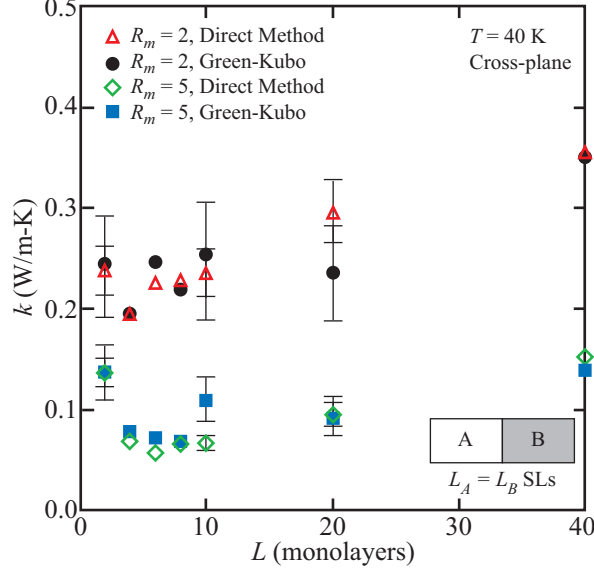 0.5
0.4
0.3
0.2
0.1
0
k (W/m-K)
R_m = 2, Direct Method
R_m = 2, Green-Kubo
R_m = 5, Direct Method
R_m = 5, Green-Kubo
T = 40 K
Cross-plane
A B
L_A = L_B SLs
0 10 20 30 40
L (monolayers)